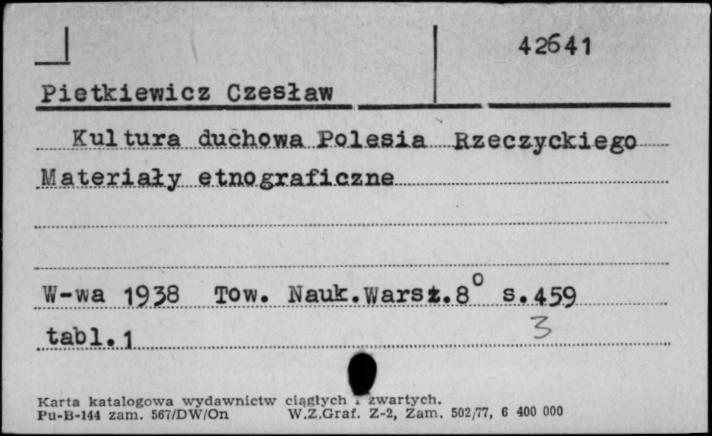 42641
Pietkiewicz Czesław
Kultura duchowa Polesia Rzeczyckiego
Materiały etnograficzne
W-wa 1938 Tow. Nauk.Warsz.8° s.459
tabl.1 3
Karta katalogowa wydawnictw ciągłych i zwartych.
Pu-B-144 zam. 567/DW/On W.Z.Graf. Z-2, Zam. 502/77, 6 400 000